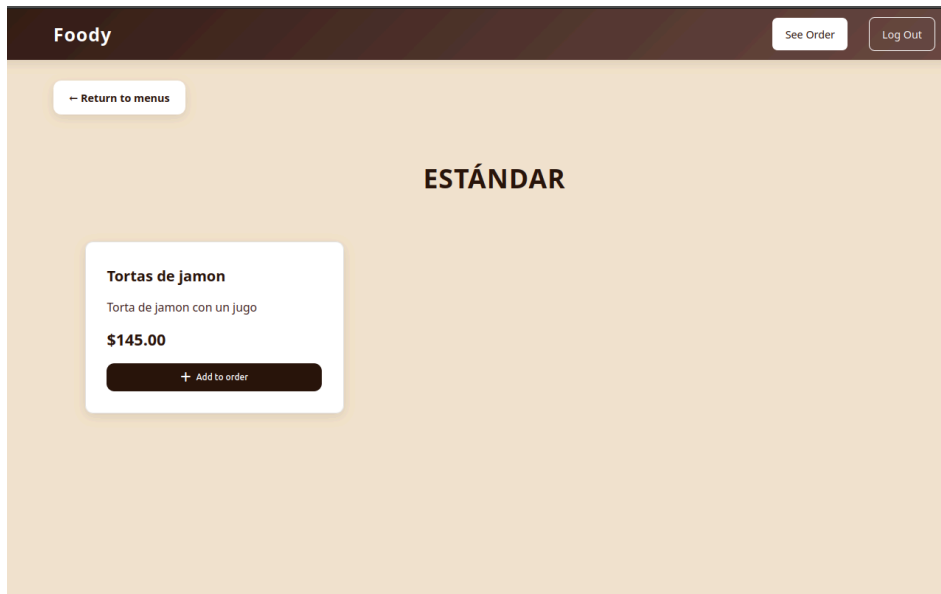 Foody
See Order
Log Out
← Return to menus
ESTÁNDAR
Tortas de jamon
Torta de jamon con un jugo
$145.00
+ Add to order